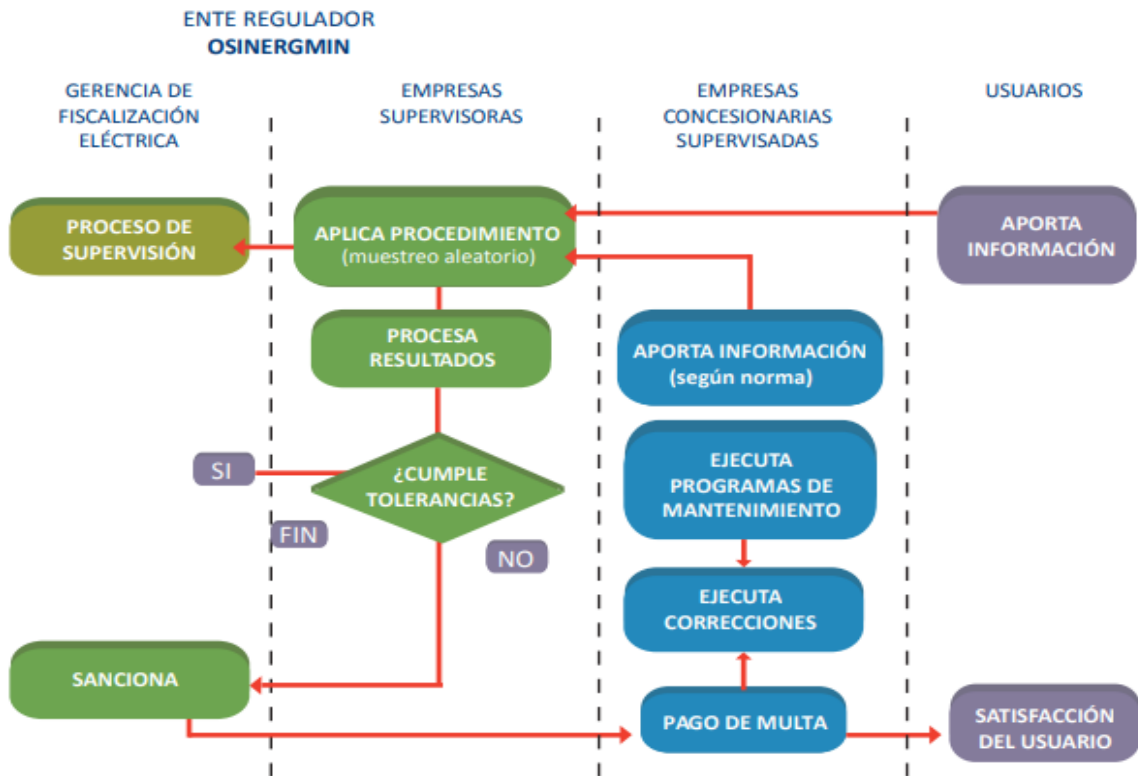 ENTE REGULADOR
OSINERGMIN
GERENCIA DE
FISCALIZACIÓN
ELÉCTRICA
EMPRESAS
SUPERVISORAS
EMPRESAS
CONCESIONARIAS
SUPERVISADAS
USUARIOS
PROCESO DE
SUPERVISIÓN
APLICA PROCEDIMIENTO
(muestreo aleatorio)
APORTA
INFORMACIÓN
PROCESA
RESULTADOS
APORTA INFORMACIÓN
(según norma)
SI
¿CUMPLE
TOLERANCIAS?
FIN
NO
EJECUTA
PROGRAMAS DE
MANTENIMIENTO
EJECUTA
CORRECCIONES
SANCIONA
PAGO DE MULTA
SATISFACCIÓN
DEL USUARIO